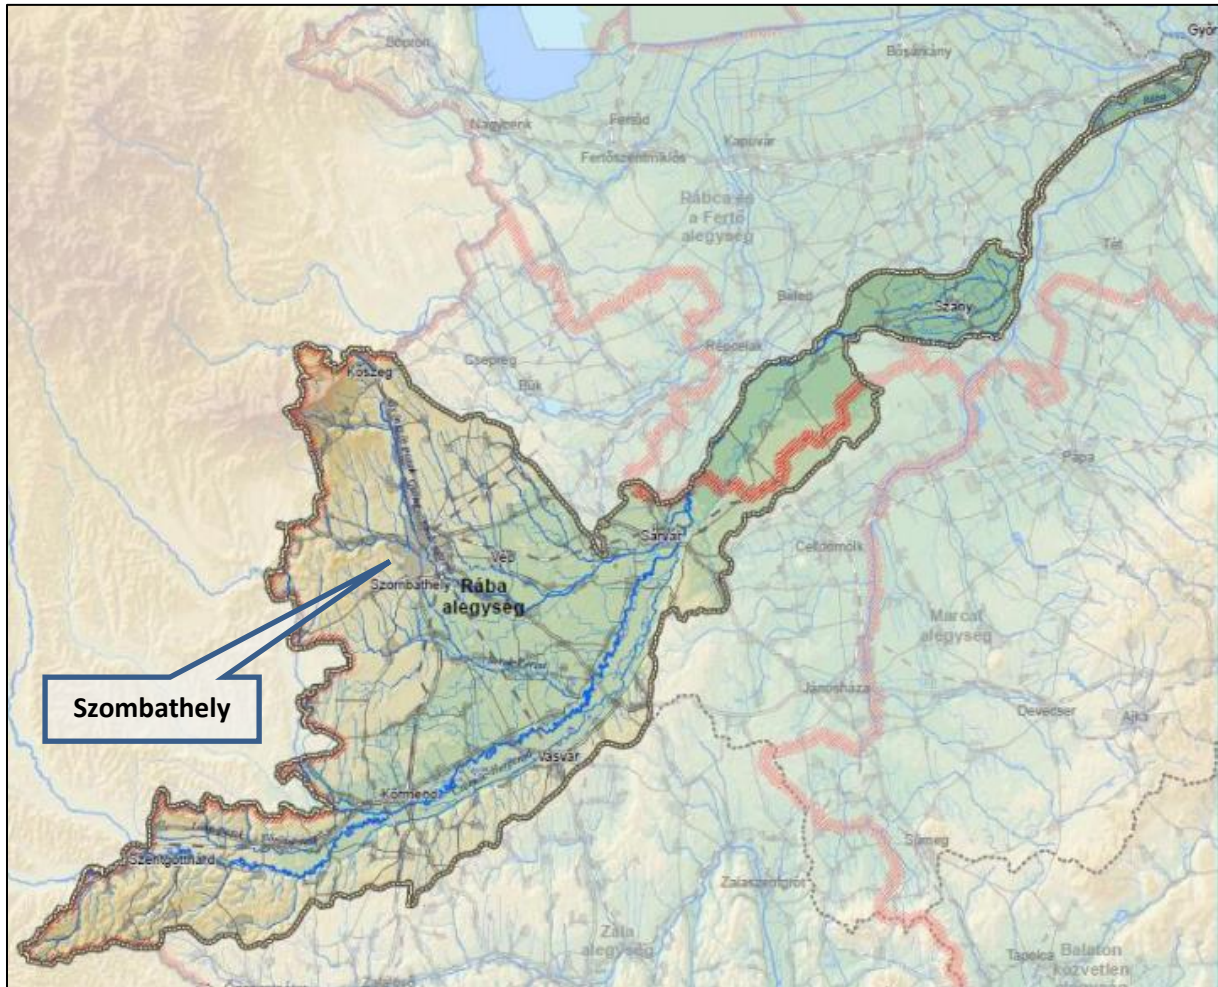 Győr
Sopron
Bősárkány
Nagycenk
Fertőd
Kapuvár
Fertőszentmiklós
Rábca és
a Fertő
alegység
Tét
Beled
Szany
Répcelak
Csepreg
Kőszeg
Bük
Pápa
Sárvár
Celldömölk
Vép
Szombathely
Rába
alegység
Marcal
alegység
Szombathely
Jánosháza
Devecser
Ajka
Vasvár
Körmend
Sümeg
Szentgotthárd
Zalaszentgrót
Zala
alegység
Tapolca
Balaton
közvetlen